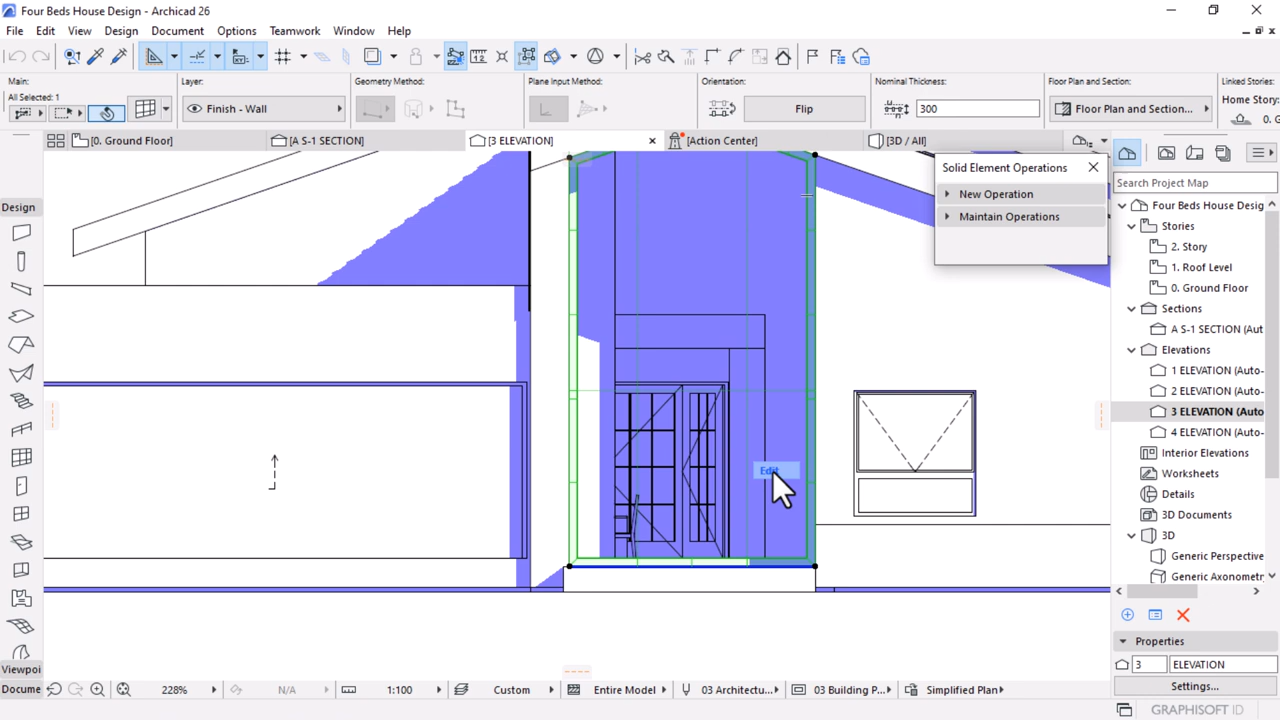 Four Beds House Design - Archicad 26
File Edit View Design Document Options Teamwork Window Help
Main:
All Selected: 1
Layer:
Finish - Wall
Geometry Method:
Plane Input Method:
Orientation:
Flip
Nominal Thickness:
300
Floor Plan and Section:
Floor Plan and Section...
Linked Stories:
Home Story:
0. G
[0. Ground Floor]
[A S-1 SECTION]
[3 ELEVATION]
[Action Center]
[3D / All]
Solid Element Operations
New Operation
Maintain Operations
Search Project Map
Four Beds House Desig
Stories
2. Story
1. Roof Level
0. Ground Floor
Sections
A S-1 SECTION (Aut
Elevations
1 ELEVATION (Auto-
2 ELEVATION (Auto-
3 ELEVATION (Auto
4 ELEVATION (Auto-
Interior Elevations
Worksheets
Details
3D Documents
3D
Generic Perspective
Generic Axonometr
Properties
3 ELEVATION
Settings...
GRAPHISOFT ID
Design
Viewpoi
Docume
Edit
228%
N/A
1:100
Custom
Entire Model
03 Architectu...
03 Building P...
Simplified Plan